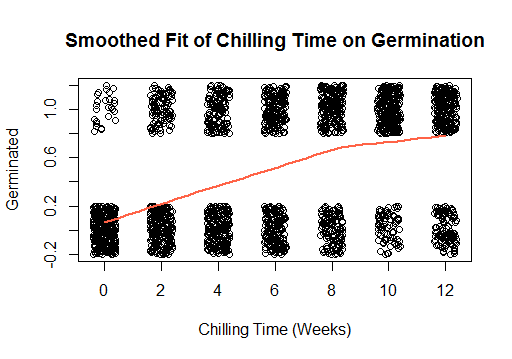 Smoothed Fit of Chilling Time on Germination
Germinated
1.0
0.6
0.2
-0.2
0 2 4 6 8 10 12
Chilling Time (Weeks)